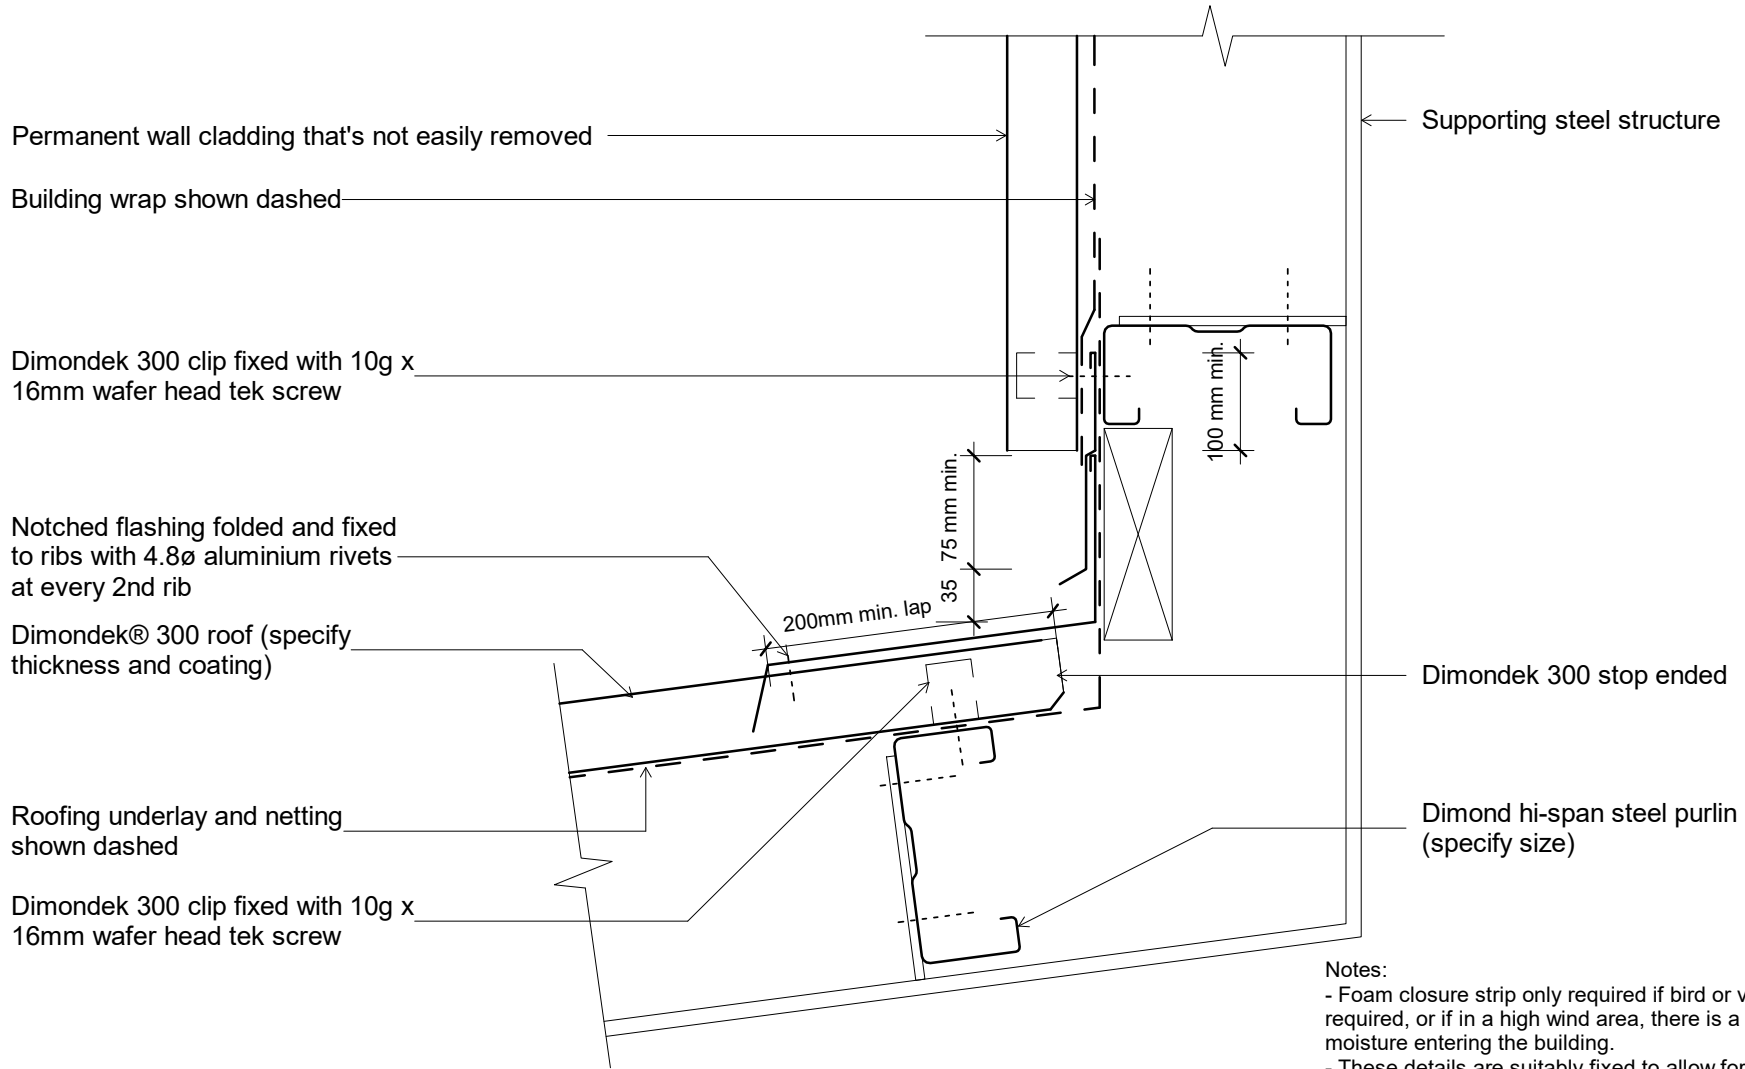 Permanent wall cladding that's not easily removed
Building wrap shown dashed
Dimondek 300 clip fixed with 10g x
16mm wafer head tek screw
Notched flashing folded and fixed
to ribs with 4.8ø aluminium rivets
at every 2nd rib
Dimondek® 300 roof (specify
thickness and coating)
Roofing underlay and netting
shown dashed
Dimondek 300 clip fixed with 10g x
16mm wafer head tek screw
200mm min. lap
35
75 mm min.
100 mm min.
Supporting steel structure
Dimondek 300 stop ended
Dimond hi-span steel purlin
(specify size)
Notes:
- Foam closure strip only required if bird or
required, or if in a high wind area, there is a
moisture entering the building.
- These details are suitably fixed to allow for